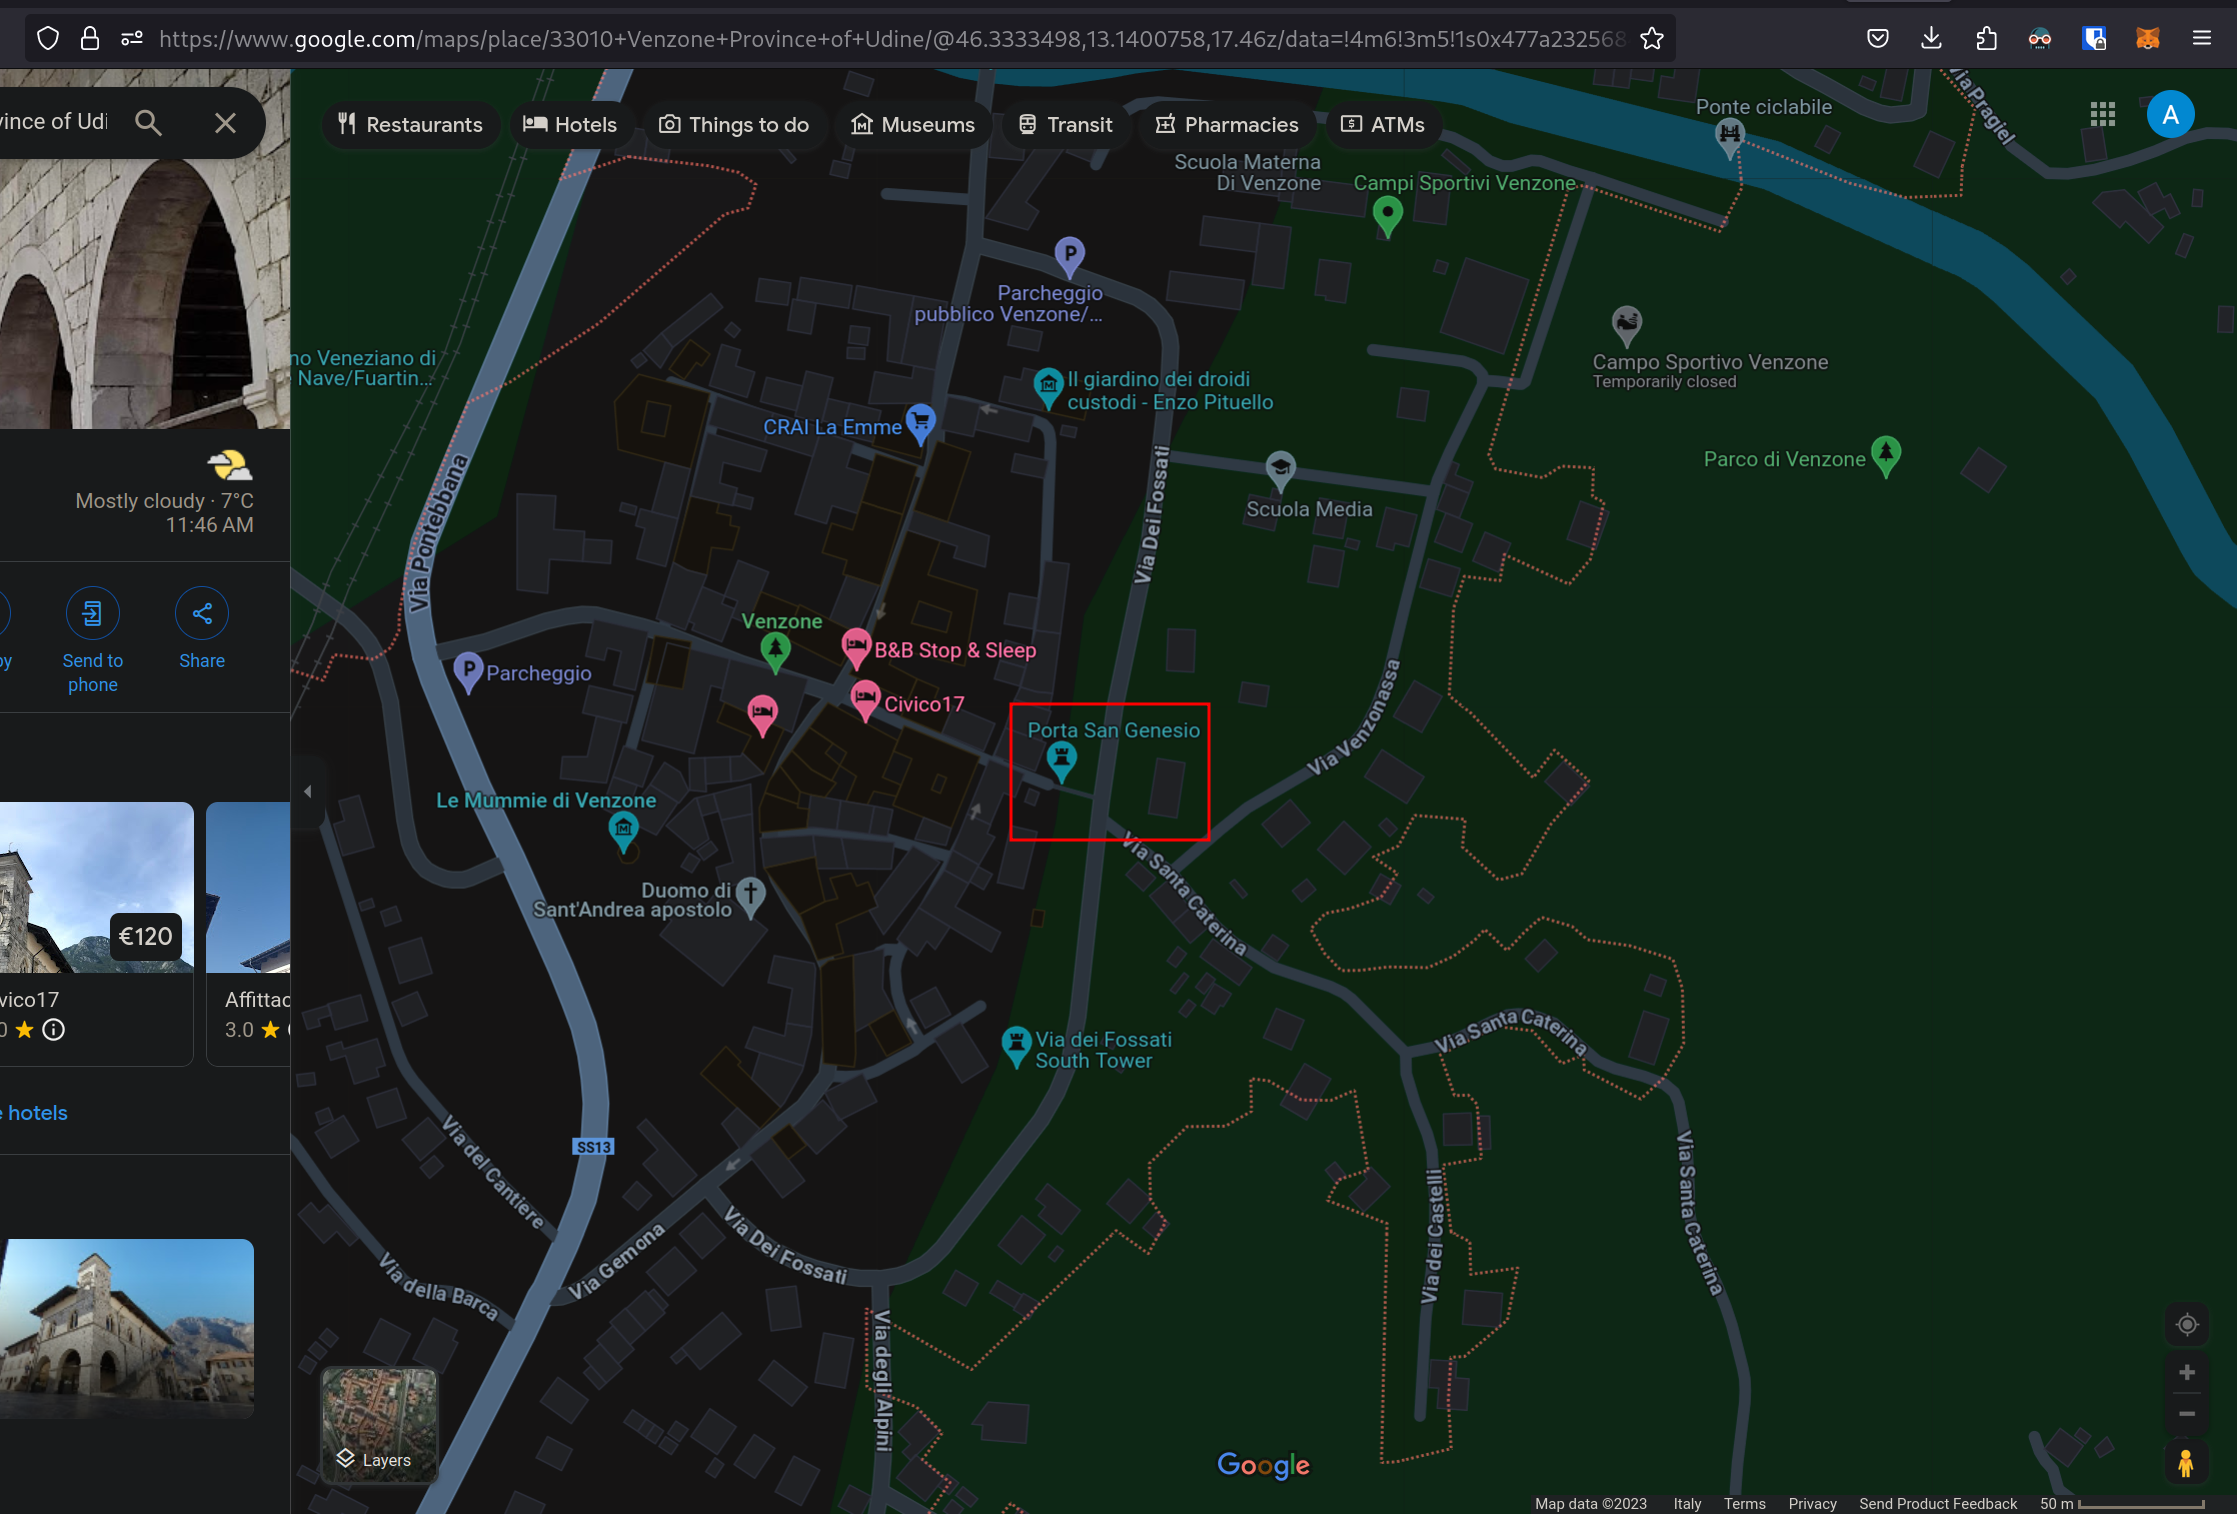 https://www.google.com/maps/place/33010+Venzone+Province+of+Udine/@46.3333498,13.1400758,17.46z/data=!4m6!3m5!1s0x477a232568
ince of Udi
Restaurants
Hotels
Things to do
Museums
Transit
Pharmacies
ATMs
A
Mostly cloudy · 7°C
11:46 AM
Send to
phone
Share
€120
vico17
Affittac
3.0
hotels
Via Pragiel
Ponte ciclabile
Scuola Materna
Di Venzone
Campi Sportivi Venzone
P
Parcheggio
pubblico Venzone/...
no Veneziano di
Nave/Fuartin...
Campo Sportivo Venzone
Temporarily closed
Il giardino dei droidi
custodi - Enzo Pituello
CRAI La Emme
Via Pontebbana
Via Dei Fossati
Parco di Venzone
Scuola Media
Venzone
B&B Stop & Sleep
P
Parcheggio
Civico17
Via Venzonassa
Porta San Genesio
Le Mummie di Venzone
Via Santa Caterina
Duomo di
Sant'Andrea apostolo
Via dei Fossati
South Tower
Via Santa Caterina
SS13
Via del Cantiere
Via Santa Caterina
Via dei Castelli
Via Gemona
Via Dei Fossati
Via della Barca
Via degli Alpini
Layers
Google
Map data ©2023
Italy
Terms
Privacy
Send Product Feedback
50 m